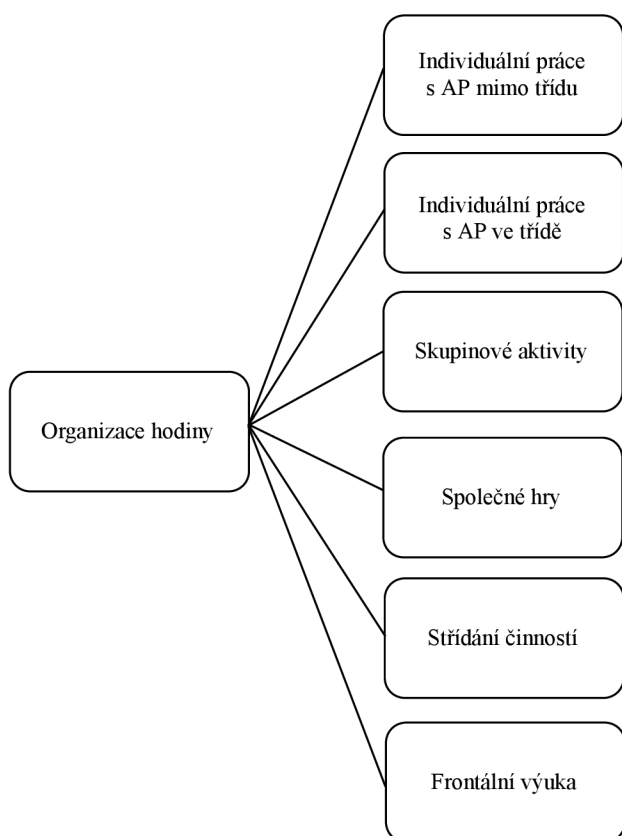 Individuální práce
s AP mimo třídu
Individuální práce
s AP ve třídě
Skupinové aktivity
Organizace hodiny
Společné hry
Střídání činností
Frontální výuka